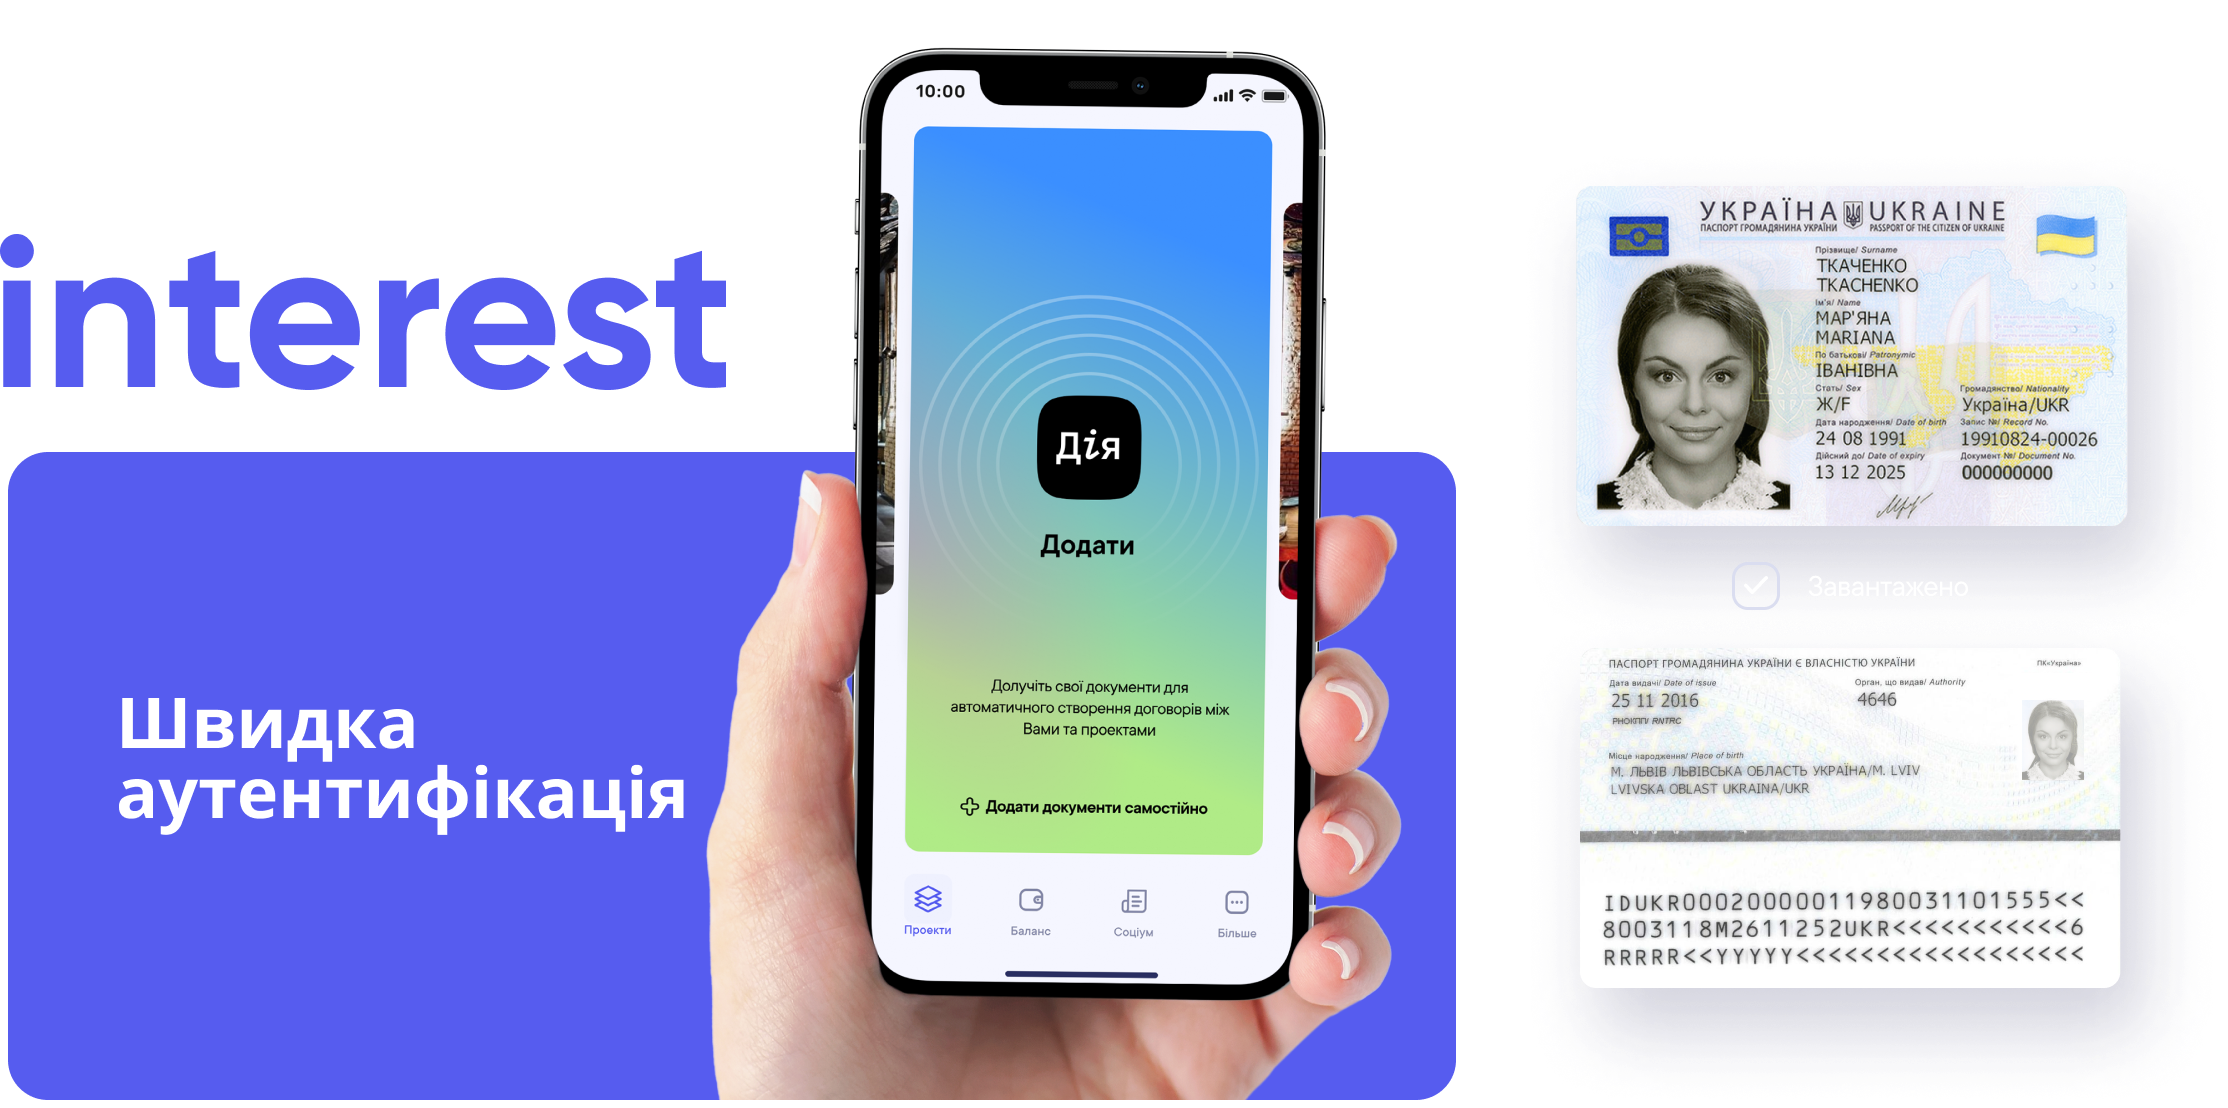 interest
Швидка
аутентифікація
10:00
Дія
Додати
Долучіть свої документи для
автоматичного створення договорів між
Вами та проектами
Додати документи самостійно
Проекти
Баланс
Соціум
Більше
УКРАЇНА UKRAINE
ПАСПОРТ ГРОМАДЯНИНА УКРАЇНИ PASSPORT OF THE CITIZEN OF UKRAINE
Прізвище/ Surname
ТКАЧЕНКО
TKACHENKO
Ім'я/ Name
МАР'ЯНА
MARIANA
По батькові/ Patronymic
ІВАНІВНА
Стать/ Sex Громадянство/ Nationality
Ж/F Україна/UKR
Дата народження/ Date of birth Запис №/ Record No.
24 08 1991 19910824-00026
Дійсний до/ Date of expiry Документ №/ Document No.
13 12 2025 000000000
Завантажено
ПАСПОРТ ГРОМАДЯНИНА УКРАЇНИ Є ВЛАСНІСТЮ УКРАЇНИ ПК«Україна»
Дата видачі/ Date of issue Орган, що видав/ Authority
25 11 2016 4646
РНОКПП/ RNTRC
Місце народження/ Place of birth
М. ЛЬВІВ ЛЬВІВСЬКА ОБЛАСТЬ УКРАЇНА/M. LVIV
LVIVSKA OBLAST UKRAINA/UKR
IDUKR0002000001198003110 1555<<
8003118M2611252UKR<<<<<<<<<<<6
RRRRR<<YYYYY<<<<<<<<<<<<<<<<<<